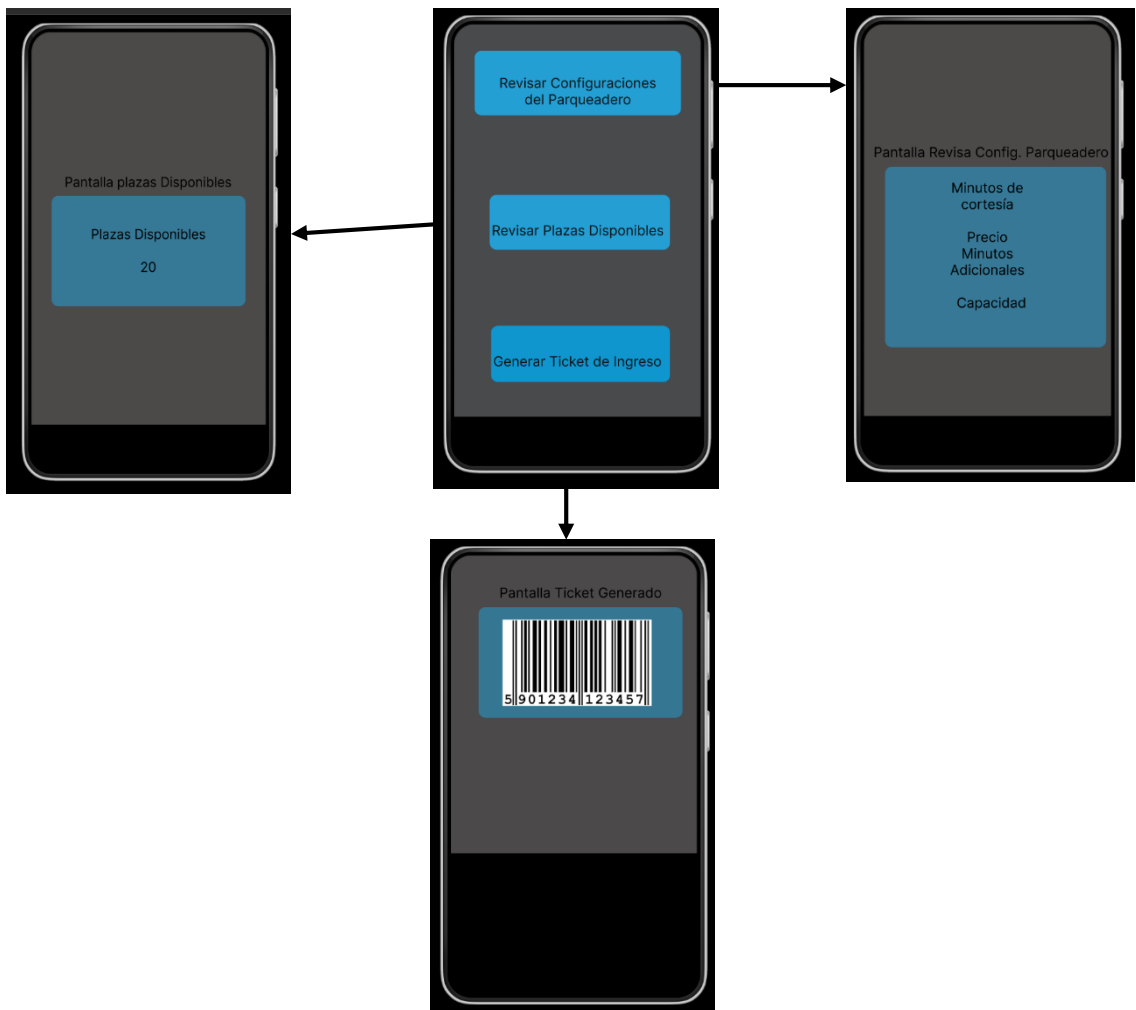 Pantalla plazas Disponibles
Plazas Disponibles
20
Revisar Configuraciones
del Parqueadero
Revisar Plazas Disponibles
Generar Ticket de Ingreso
Pantalla Revisa Config. Parqueadero
Minutos de
cortesía
Precio
Minutos
Adicionales
Capacidad
Pantalla Ticket Generado
5 901234 123457